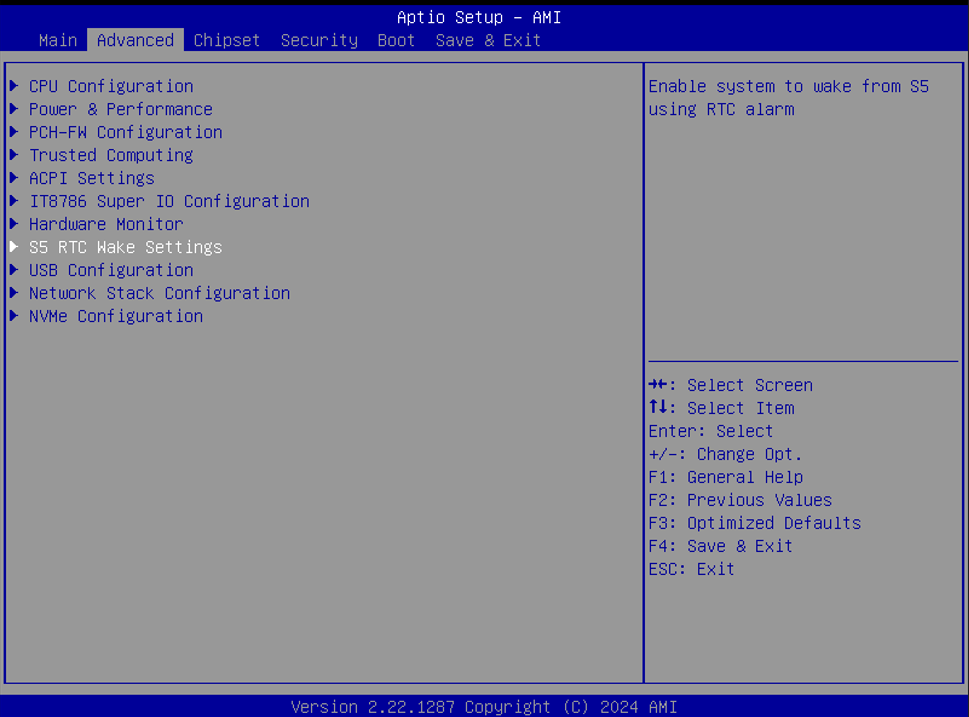 Aptio Setup – AMI
Main Advanced Chipset Security Boot Save & Exit
CPU Configuration
Power & Performance
PCH-FW Configuration
Trusted Computing
ACPI Settings
IT8786 Super IO Configuration
Hardware Monitor
S5 RTC Wake Settings
USB Configuration
Network Stack Configuration
NVMe Configuration
Enable system to wake from S5
using RTC alarm
→←: Select Screen
↑↓: Select Item
Enter: Select
+/-: Change Opt.
F1: General Help
F2: Previous Values
F3: Optimized Defaults
F4: Save & Exit
ESC: Exit
Version 2.22.1287 Copyright (C) 2024 AMI